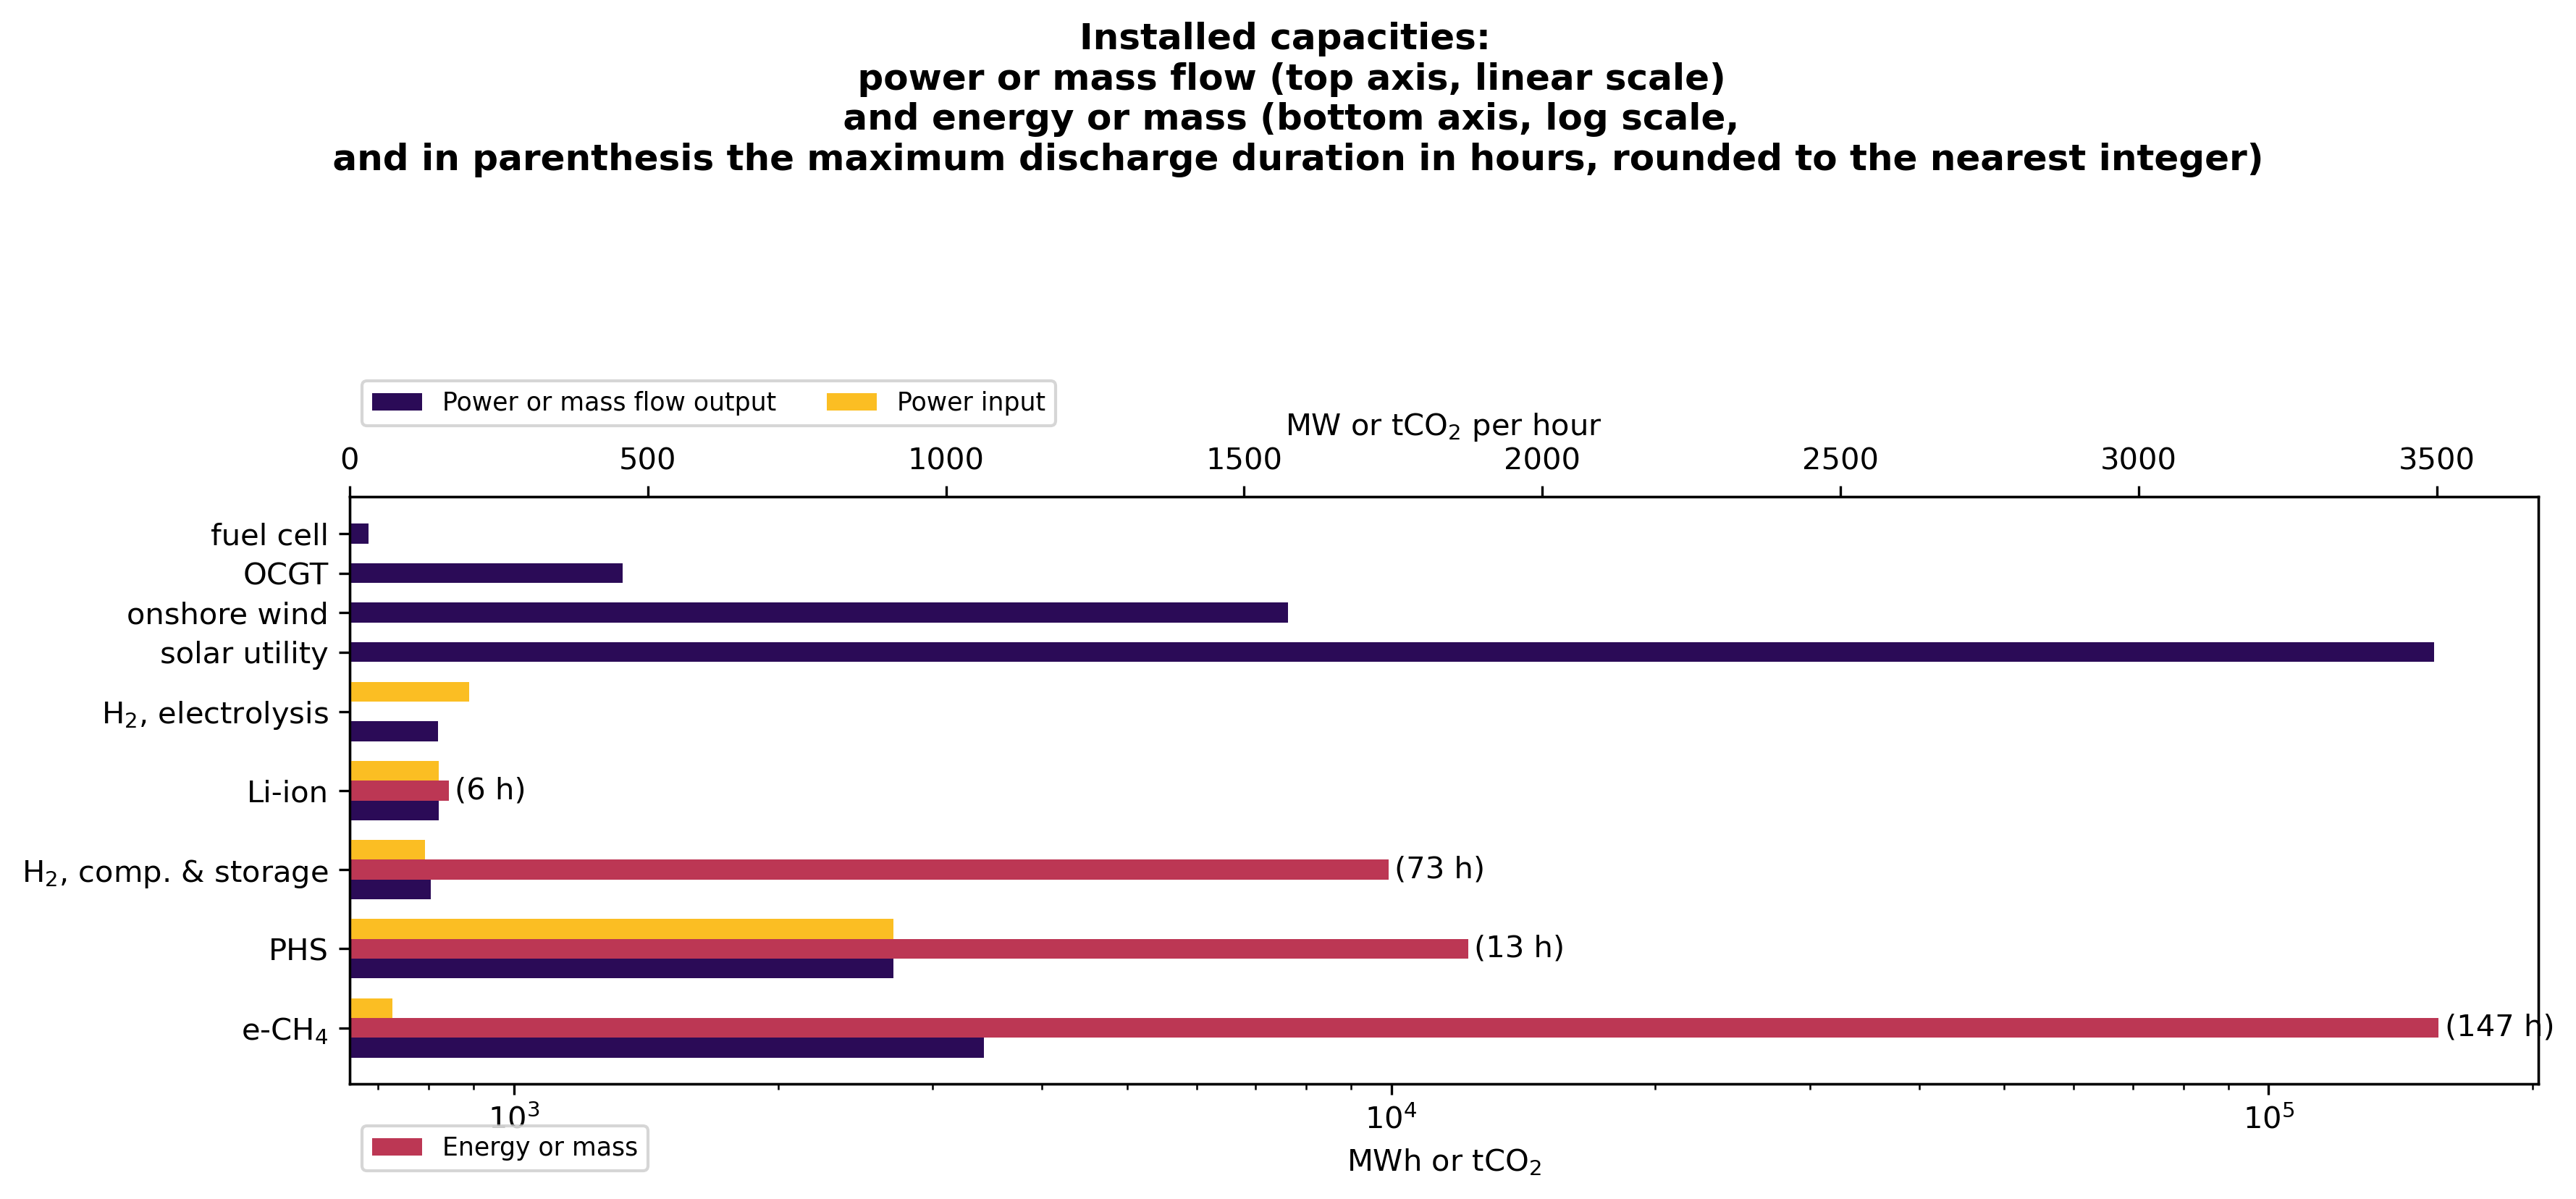 Installed capacities:
power or mass flow (top axis, linear scale)
and energy or mass (bottom axis, log scale,
and in parenthesis the maximum discharge duration in hours, rounded to the nearest integer)
Power or mass flow output Power input
MW or tCO₂ per hour
0 500 1000 1500 2000 2500 3000 3500
fuel cell
OCGT
onshore wind
solar utility
H₂, electrolysis
Li-ion (6 h)
H₂, comp. & storage (73 h)
PHS (13 h)
e-CH₄ (147 h)
10³ 10⁴ 10⁵
Energy or mass
MWh or tCO₂